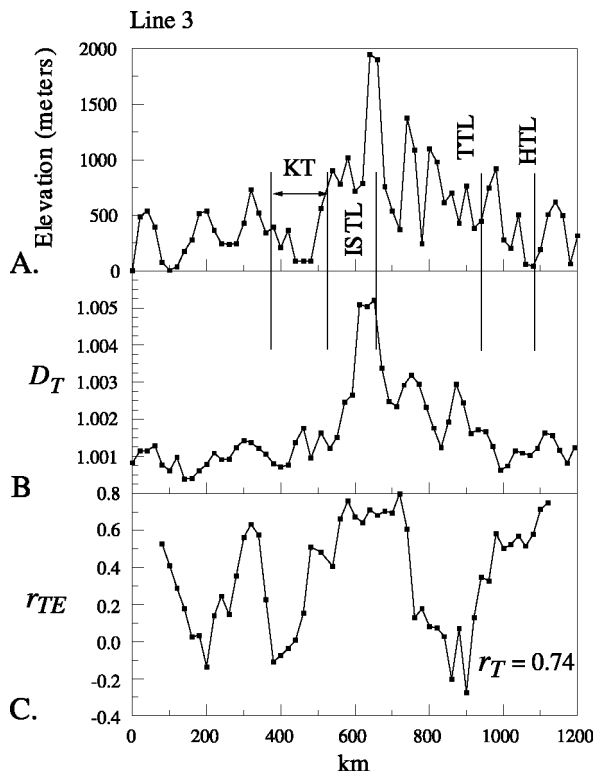 Line 3
Elevation (meters)
2000
1500
1000
500
0
KT
IS TL
TTL
HTL
A.
D_T
1.005
1.004
1.003
1.002
1.001
B
r_TE
0.8
0.6
0.4
0.2
0.0
-0.2
-0.4
r_T = 0.74
C.
0 200 400 600 800 1000 1200
km